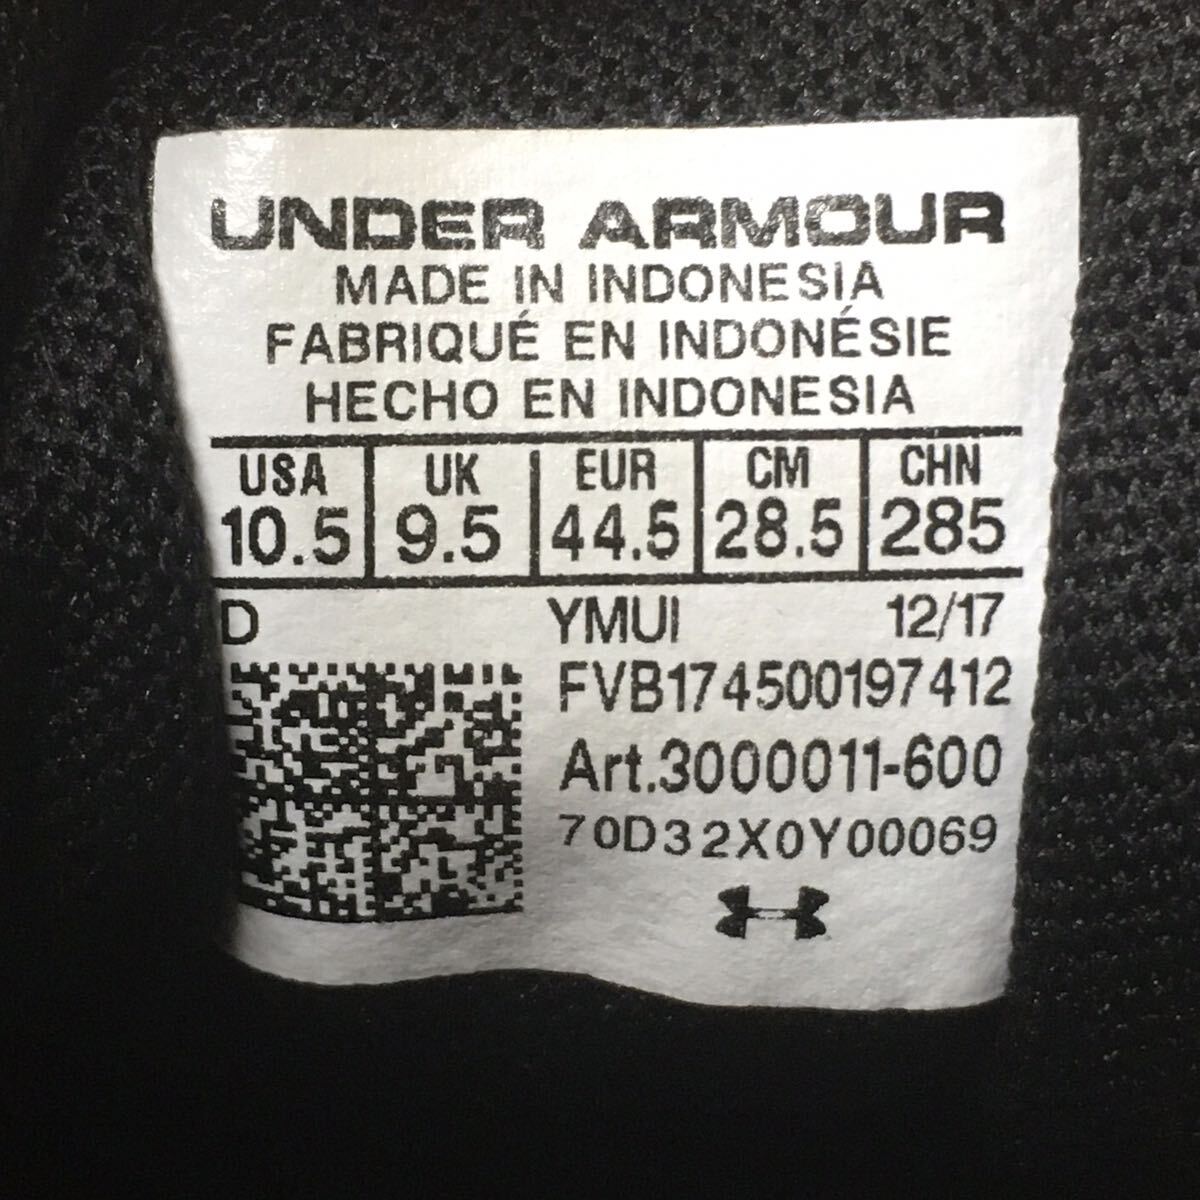 UNDER ARMOUR
MADE IN INDONESIA
FABRIQUÉ EN INDONÉSIE
HECHO EN INDONESIA
USA UK EUR CM CHN
10.5 9.5 44.5 28.5 285
D YMUI 12/17
FVB174500197412
Art.3000011-600
70D32X0Y00069